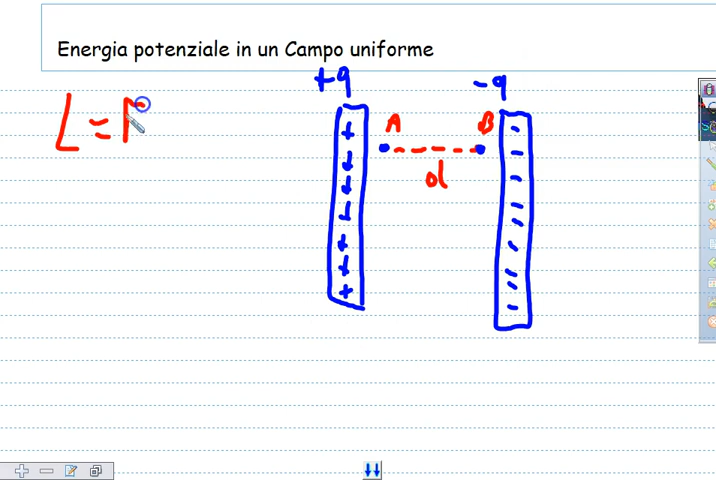 Energia potenziale in un Campo uniforme
+q
-q
L = F
A
B
d